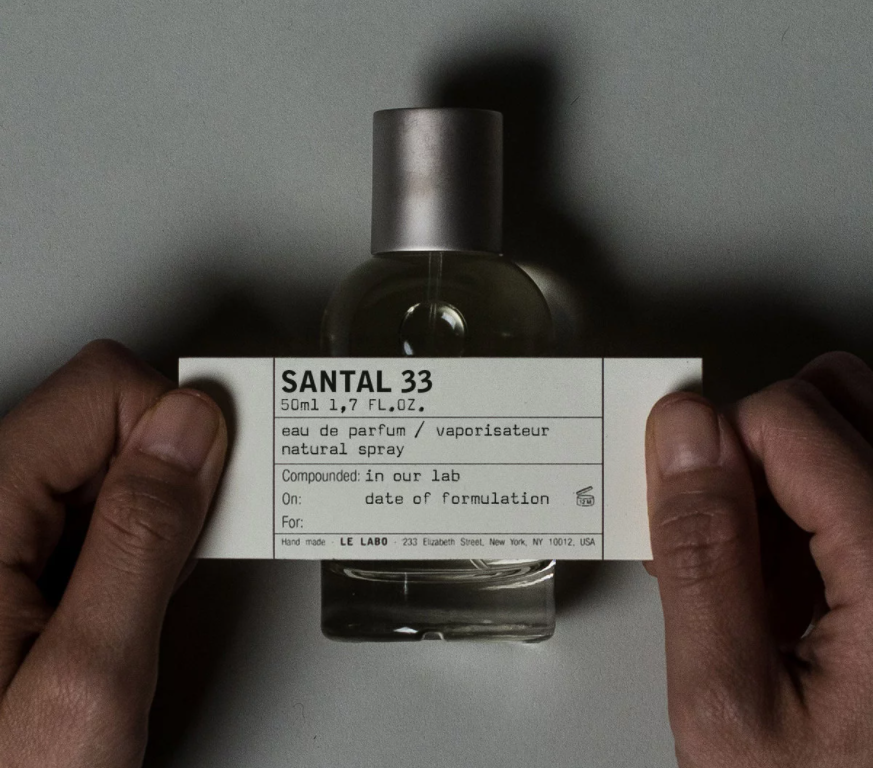 SANTAL 33
50ml 1,7 FL.OZ.
eau de parfum / vaporisateur
natural spray
Compounded: in our lab
On: date of formulation
For:
Hand made · LE LABO · 233 Elizabeth Street, New York, NY 10012, USA